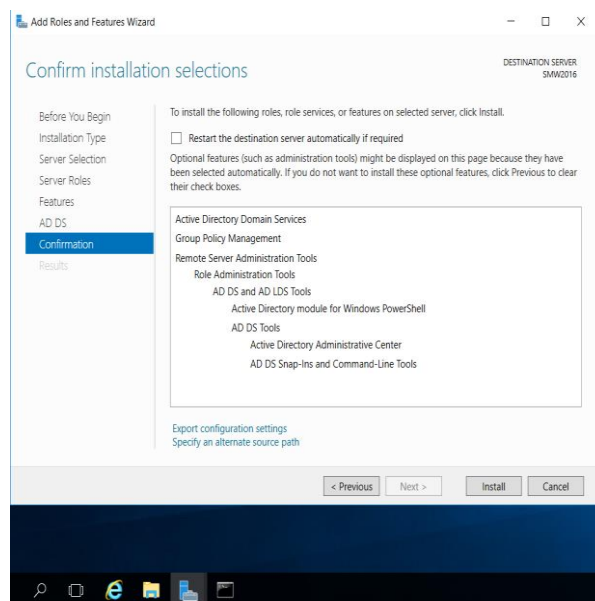 Add Roles and Features Wizard
Confirm installation selections
DESTINATION SERVER
SMW2016
Before You Begin
Installation Type
Server Selection
Server Roles
Features
AD DS
Confirmation
Results
To install the following roles, role services, or features on selected server, click Install.
Restart the destination server automatically if required
Optional features (such as administration tools) might be displayed on this page because they have
been selected automatically. If you do not want to install these optional features, click Previous to clear
their check boxes.
Active Directory Domain Services
Group Policy Management
Remote Server Administration Tools
Role Administration Tools
AD DS and AD LDS Tools
Active Directory module for Windows PowerShell
AD DS Tools
Active Directory Administrative Center
AD DS Snap-Ins and Command-Line Tools
Export configuration settings
Specify an alternate source path
< Previous
Next >
Install
Cancel